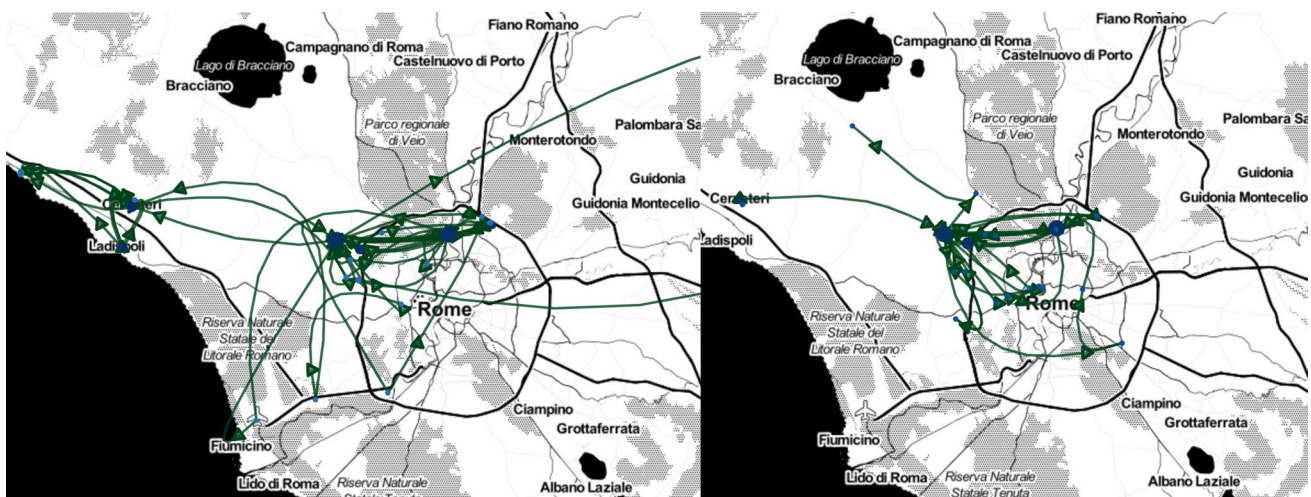 Fiano Romano
Campagnano di Roma
Lago di Bracciano
Castelnuovo di Porto
Bracciano
Parco regionale
di Veio
Palombara Sa
Monterotondo
Guidonia
Guidonia Montecelio
Ladispoli
Rome
Riserva Naturale
Statale del
Litorale Romano
Fiumicino
Ciampino
Grottaferrata
Lido di Roma
Riserva Naturale
Albano Laziale
Fiano Romano
Campagnano di Roma
Lago di Bracciano
Castelnuovo di Porto
Bracciano
Parco regionale
di Veio
Palombara Sa
Monterotondo
Guidonia
Guidonia Montecelio
Ladispoli
Rome
Riserva Naturale
Statale del
Litorale Romano
Fiumicino
Ciampino
Grottaferrata
Lido di Roma
Riserva Naturale
Statale Tenuta
Albano Laziale